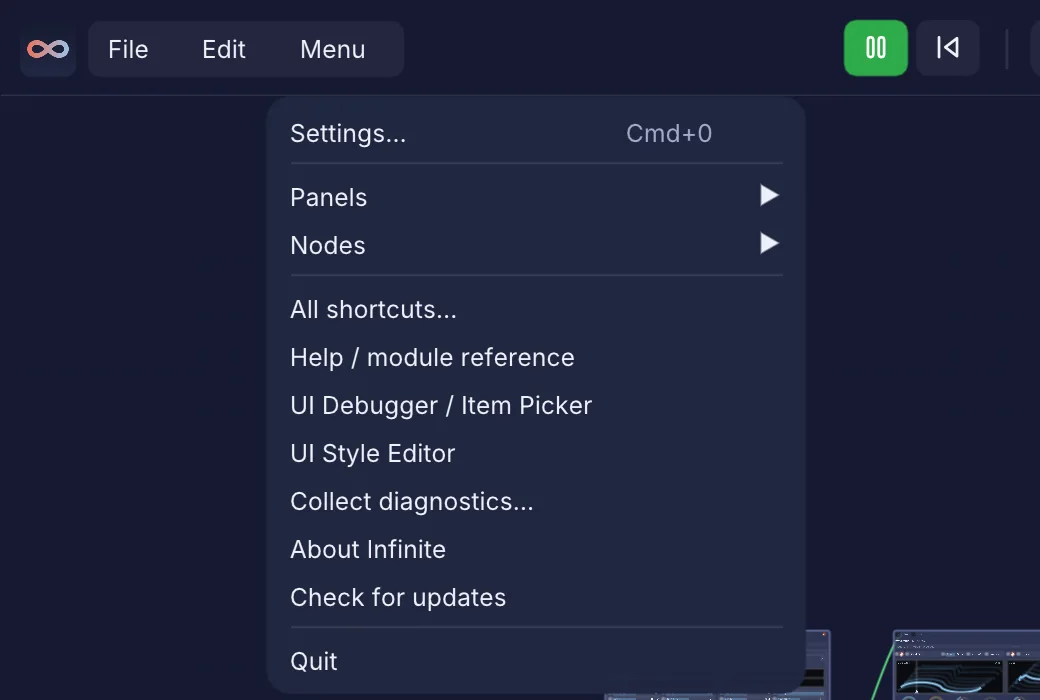 File Edit Menu
Settings... Cmd+0
Panels
Nodes
All shortcuts...
Help / module reference
UI Debugger / Item Picker
UI Style Editor
Collect diagnostics...
About Infinite
Check for updates
Quit